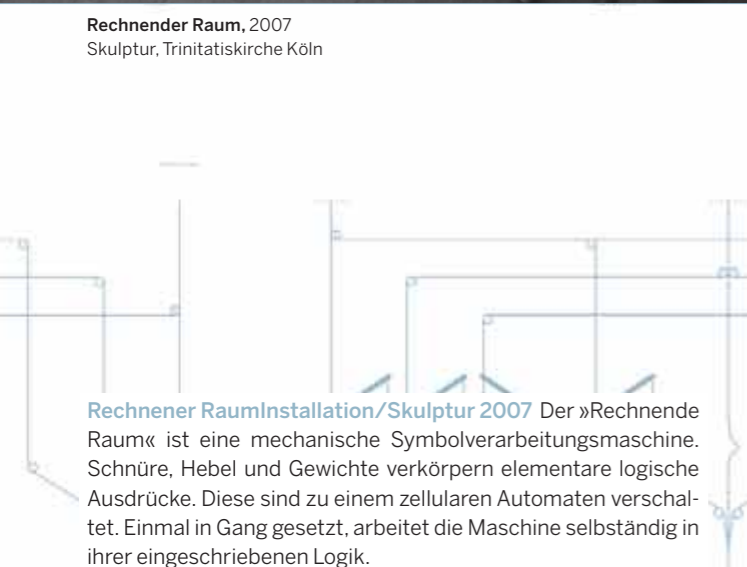 Rechnender Raum, 2007
Skulptur, Trinitatiskirche Köln
Rechnener RaumInstallation/Skulptur 2007 Der »Rechnende
Raum« ist eine mechanische Symbolverarbeitungsmaschine.
Schnüre, Hebel und Gewichte verkörpern elementare logische
Ausdrücke. Diese sind zu einem zellularen Automaten verschal-
tet. Einmal in Gang gesetzt, arbeitet die Maschine selbständig in
ihrer eingeschriebenen Logik.